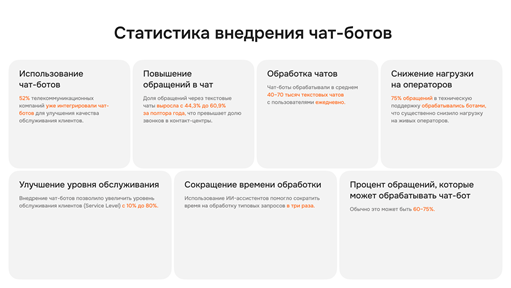 Статистика внедрения чат-ботов
Использование
чат-ботов
52% телекоммуникационных
компаний уже интегрировали чат-
ботов для улучшения качества
обслуживания клиентов.
Повышение
обращений в чат
Доля обращений через текстовые
чаты выросла с 44,3% до 60,9%
за полтора года, что превышает долю
звонков в контакт-центры.
Обработка чатов
Чат-боты обрабатывали в среднем
40–70 тысяч текстовых чатов
с пользователями ежедневно.
Снижение нагрузки
на операторов
75% обращений в техническую
поддержку обрабатывались ботами,
что существенно снизило нагрузку
на живых операторов.
Улучшение уровня обслуживания
Внедрение чат-ботов позволило увеличить уровень
обслуживания клиентов (Service Level) с 10% до 80%.
Сокращение времени обработки
Использование ИИ-ассистентов помогло сократить
время на обработку типовых запросов в три раза.
Процент обращений, которые
может обрабатывать чат-бот
Обычно это может быть 60–75%.